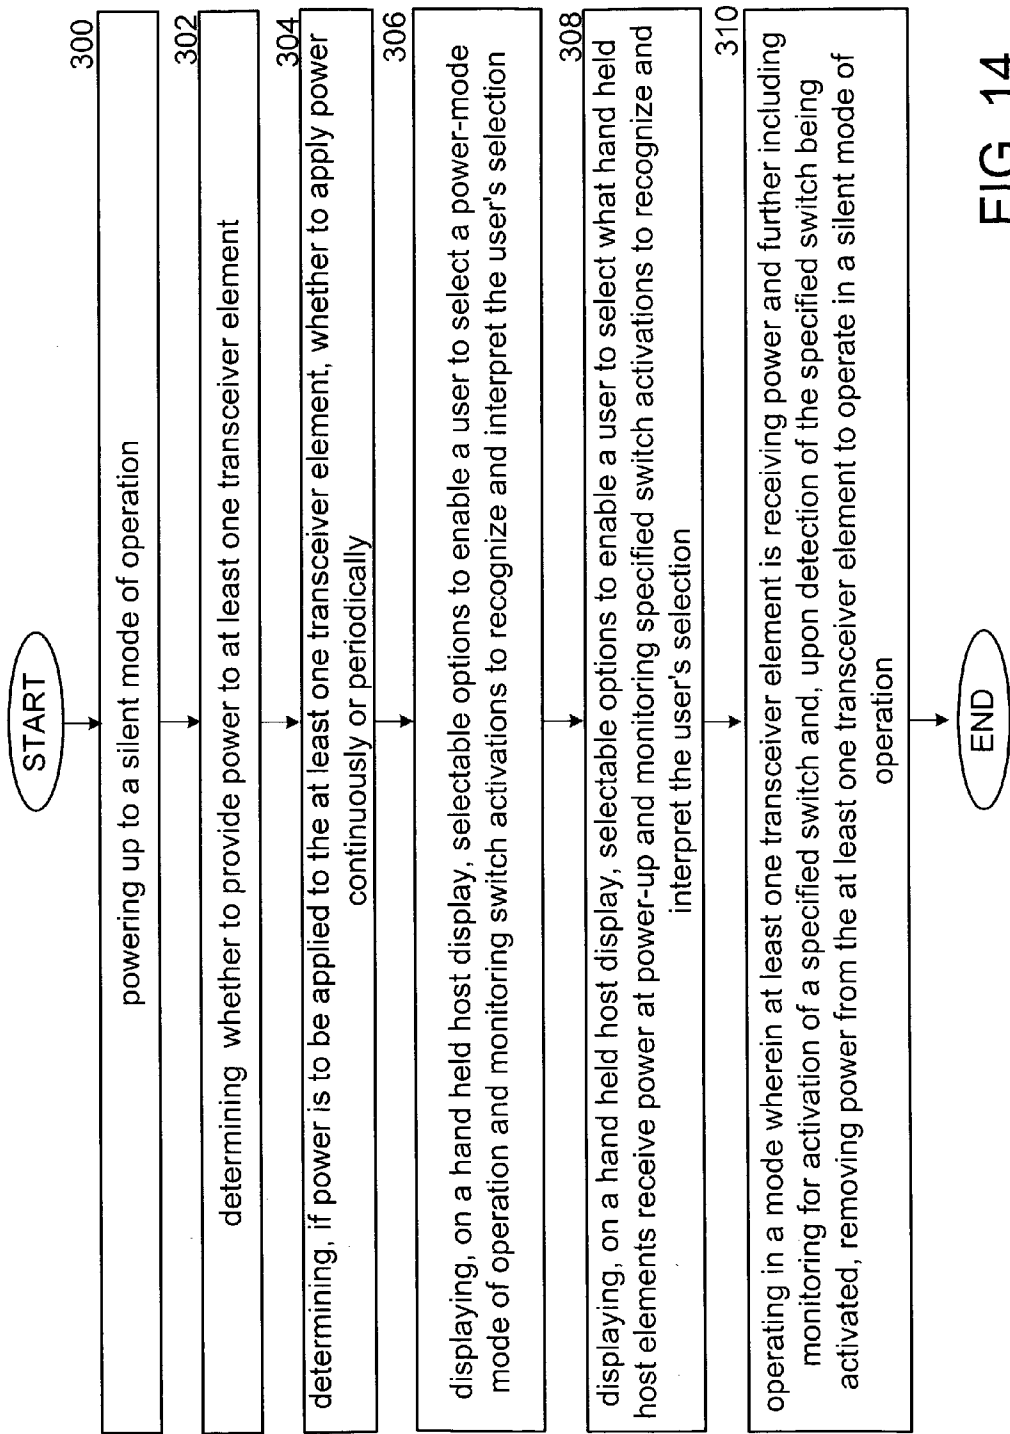 START
300
powering up to a silent mode of operation
302
determining whether to provide power to at least one transceiver element
304
determining, if power is to be applied to the at least one transceiver element, whether to apply power
continuously or periodically
306
displaying, on a hand held host display, selectable options to enable a user to select a power-mode
mode of operation and monitoring switch activations to recognize and interpret the user's selection
308
displaying, on a hand held host display, selectable options to enable a user to select what hand held
host elements receive power at power-up and monitoring specified switch activations to recognize and
interpret the user's selection
310
operating in a mode wherein at least one transceiver element is receiving power and further including
monitoring for activation of a specified switch and, upon detection of the specified switch being
activated, removing power from the at least one transceiver element to operate in a silent mode of
operation
END
FIG. 14